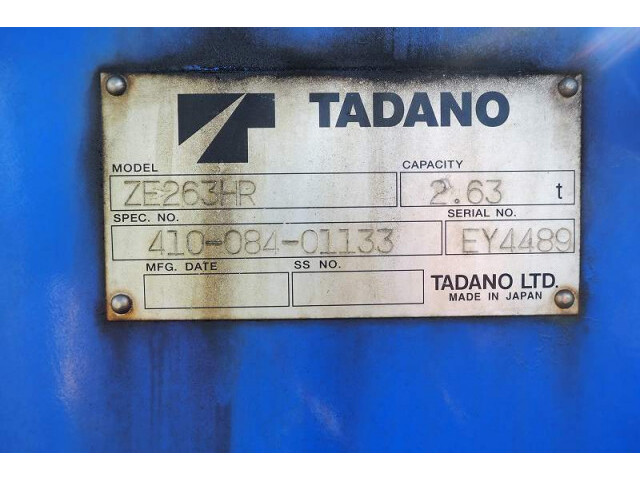 TADANO
MODEL CAPACITY
ZE263HR 2.63 t
SPEC. NO. SERIAL NO.
410-084-01133 EY4489
MFG. DATE SS NO.
TADANO LTD.
MADE IN JAPAN